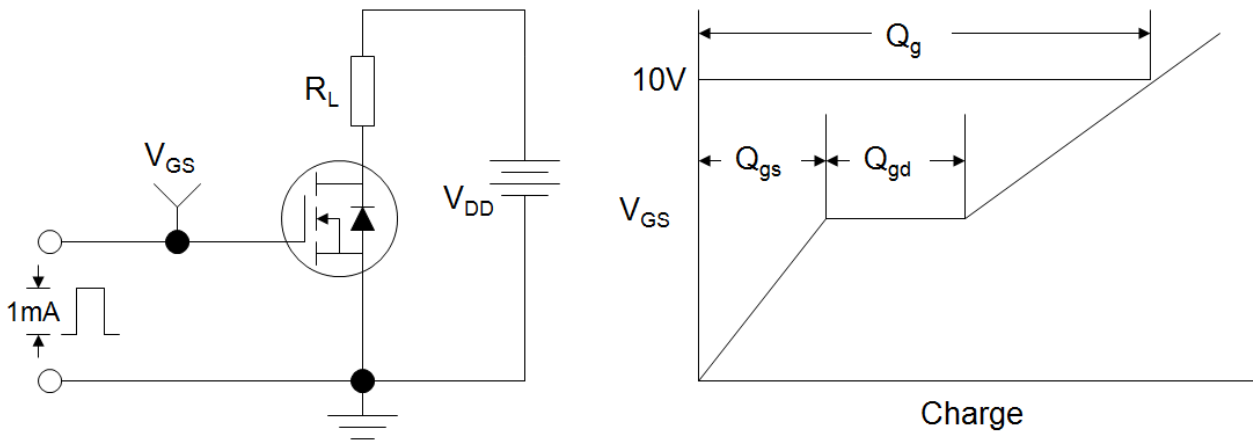 R_L
V_GS
V_DD
1mA
Q_g
10V
Q_gs
Q_gd
V_GS
Charge